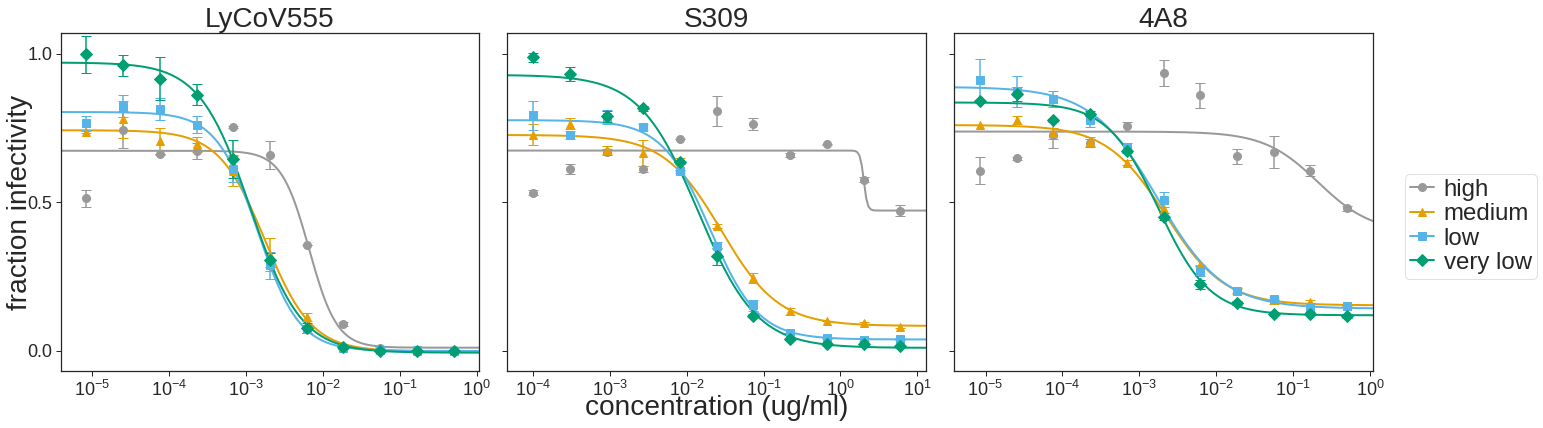 LyCoV555
S309
4A8
fraction infectivity
1.0
0.5
0.0
10⁻⁵ 10⁻⁴ 10⁻³ 10⁻² 10⁻¹ 10⁰
10⁻⁴ 10⁻³ 10⁻² 10⁻¹ 10⁰ 10¹
10⁻⁵ 10⁻⁴ 10⁻³ 10⁻² 10⁻¹ 10⁰
concentration (ug/ml)
high
medium
low
very low